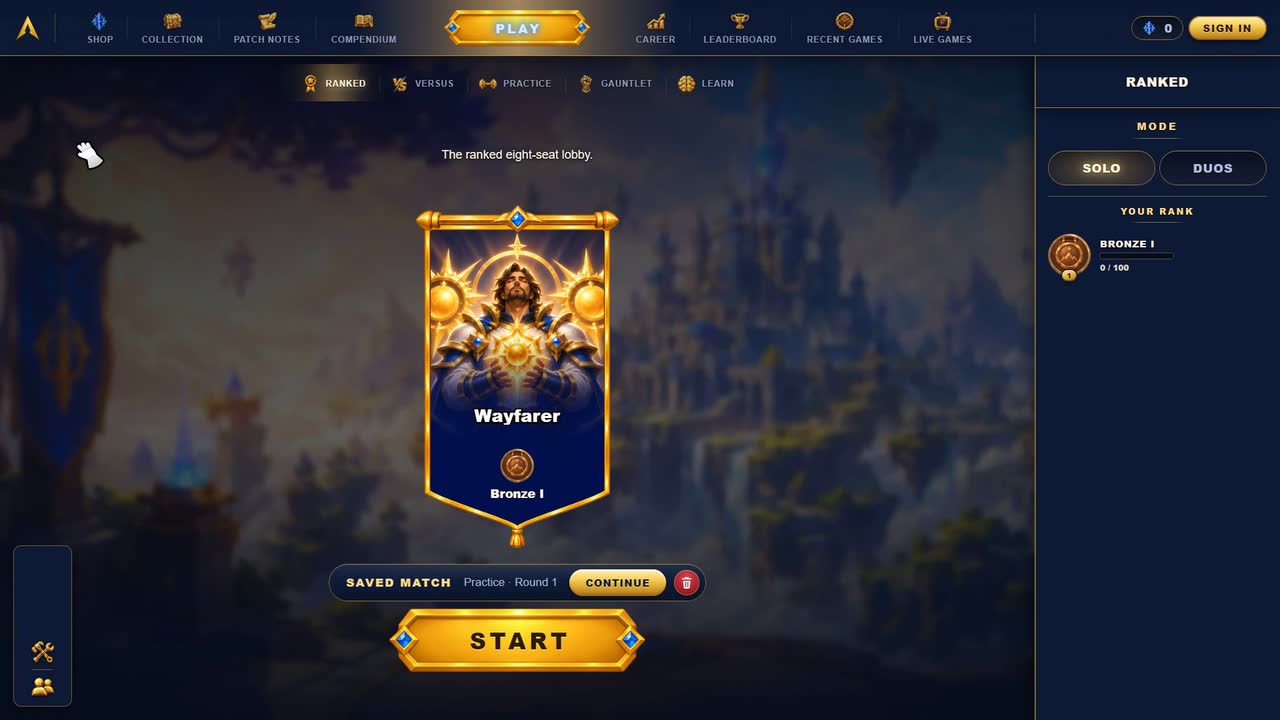 SHOP
COLLECTION
PATCH NOTES
COMPENDIUM
PLAY
CAREER
LEADERBOARD
RECENT GAMES
LIVE GAMES
0
SIGN IN
RANKED
VERSUS
PRACTICE
GAUNTLET
LEARN
RANKED
MODE
SOLO
DUOS
YOUR RANK
BRONZE I
0 / 100
1
The ranked eight-seat lobby.
Wayfarer
Bronze I
SAVED MATCH Practice · Round 1 CONTINUE
START